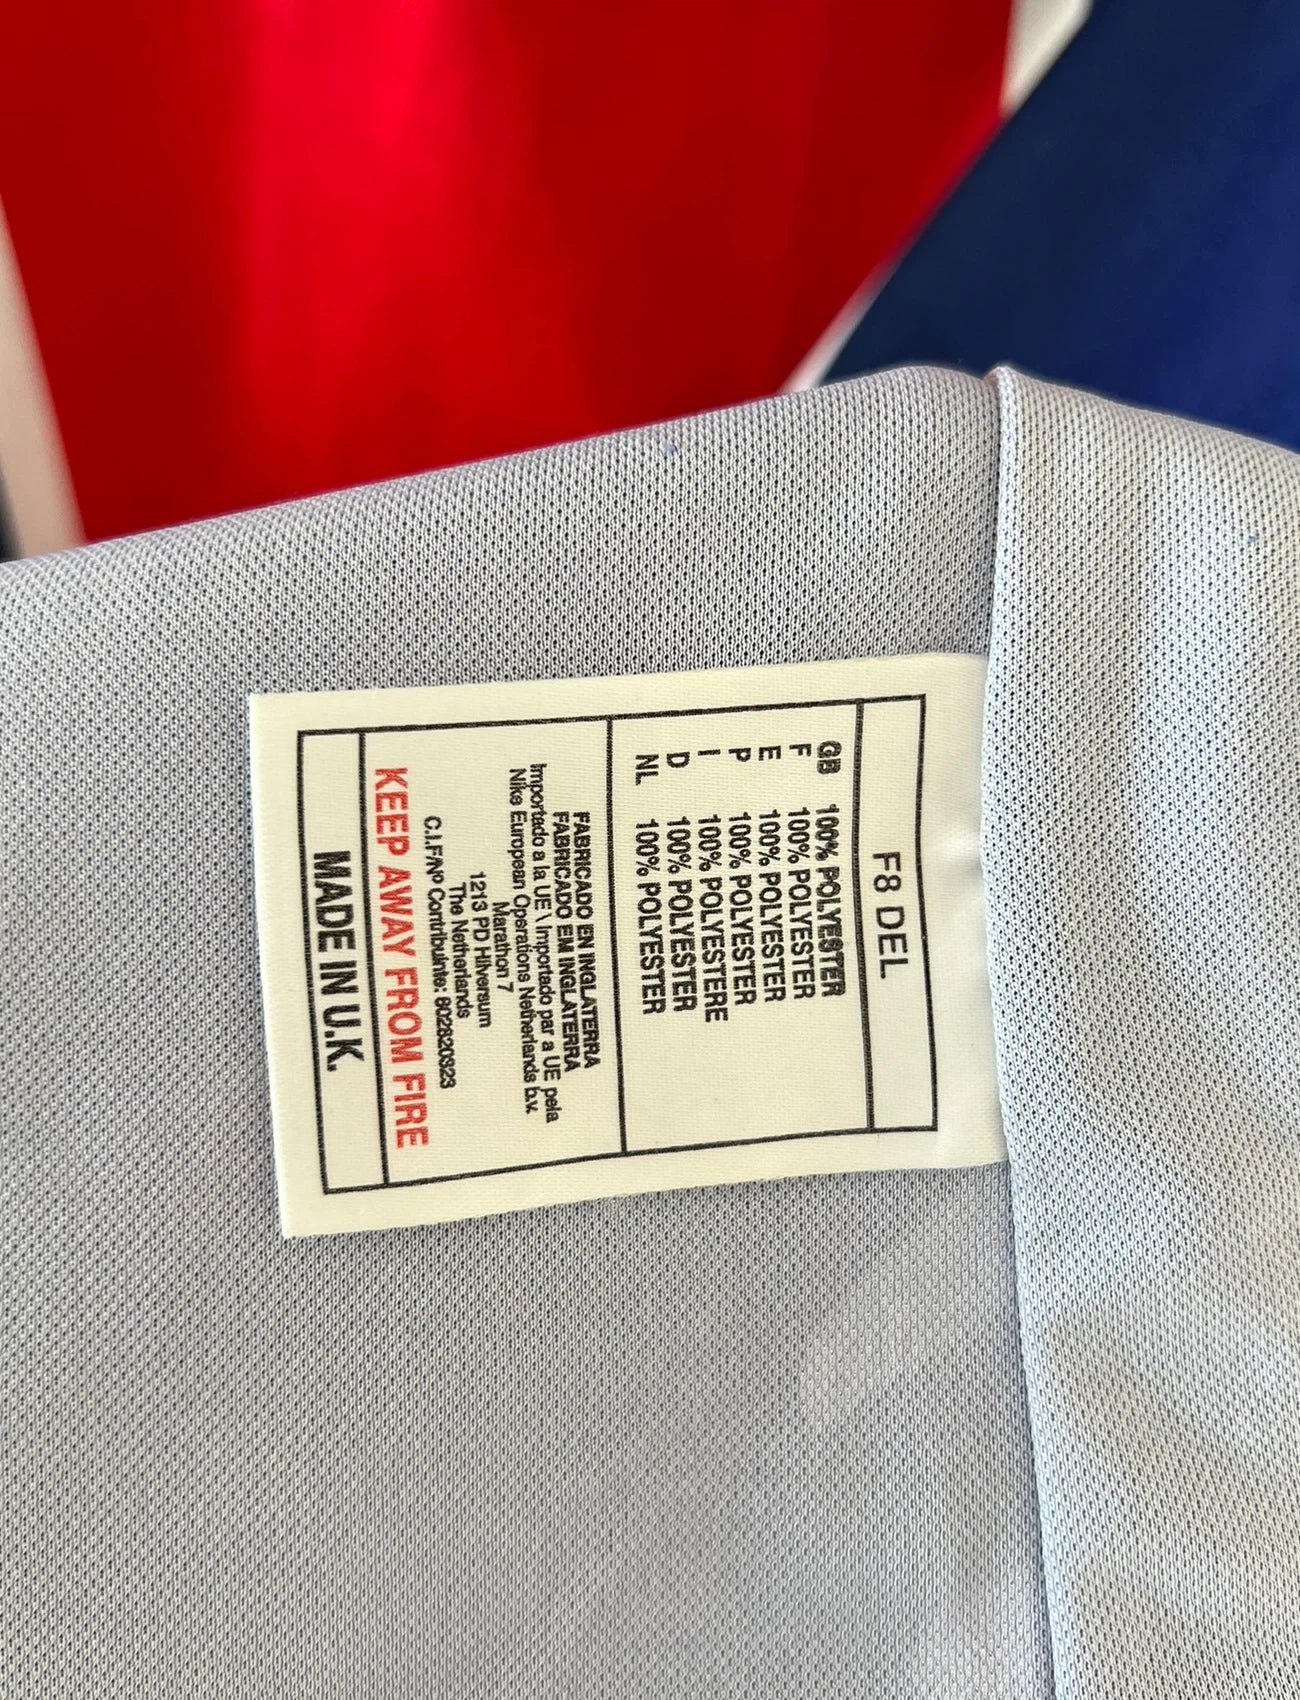 F8 DEL
GB 100% POLYESTER
F 100% POLYESTER
E 100% POLYESTER
P 100% POLYESTER
I 100% POLYESTERE
D 100% POLYESTER
NL 100% POLYESTER
FABRICADO EN INGLATERRA
FABRICADO EM INGLATERRA
Importado a la UE \ Importado par a UE pela
Nike European Operations Netherlands b.v.
Marathon 7
1213 PD Hilversum
The Netherlands
C.I.F/Nº Contribuinte: 802820323
KEEP AWAY FROM FIRE
MADE IN U.K.